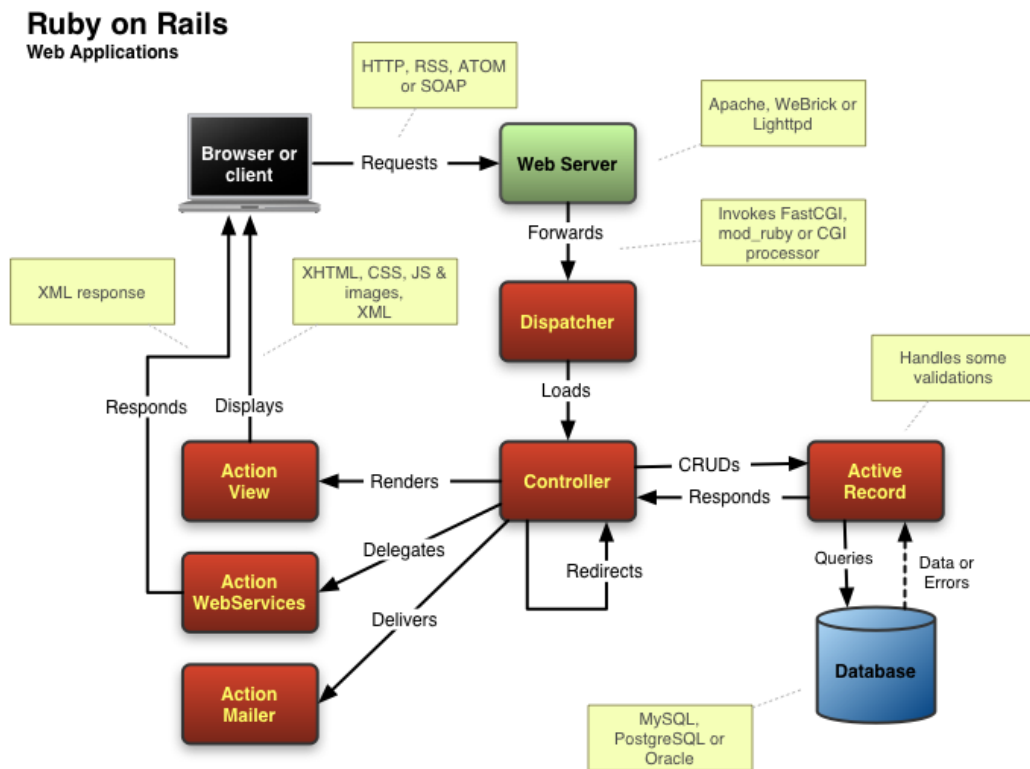 Ruby on Rails
Web Applications
HTTP, RSS, ATOM
or SOAP
Apache, WeBrick or
Lighttpd
Browser or
client
Requests
Web Server
Forwards
Invokes FastCGI,
mod_ruby or CGI
processor
XML response
XHTML, CSS, JS &
images,
XML
Dispatcher
Handles some
validations
Responds
Displays
Loads
Action
View
Renders
Controller
CRUDs
Responds
Active
Record
Delegates
Redirects
Queries
Data or
Errors
Action
WebServices
Delivers
Action
Mailer
Database
MySQL,
PostgreSQL or
Oracle